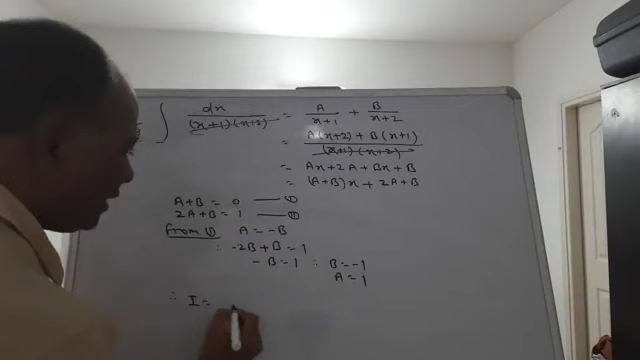 ∫ dx / (x+1)(x+2) = A / x+1 + B / x+2
= A(x+2) + B(x+1) / (x+1)(x+2)
= Ax + 2A + Bx + B
= (A+B)x + 2A+B
A+B = 0 — ①
2A+B = 1 — ②
From ① A = -B
∴ -2B + B = 1
-B = 1 ∴ B = -1
A = 1
∴ I =